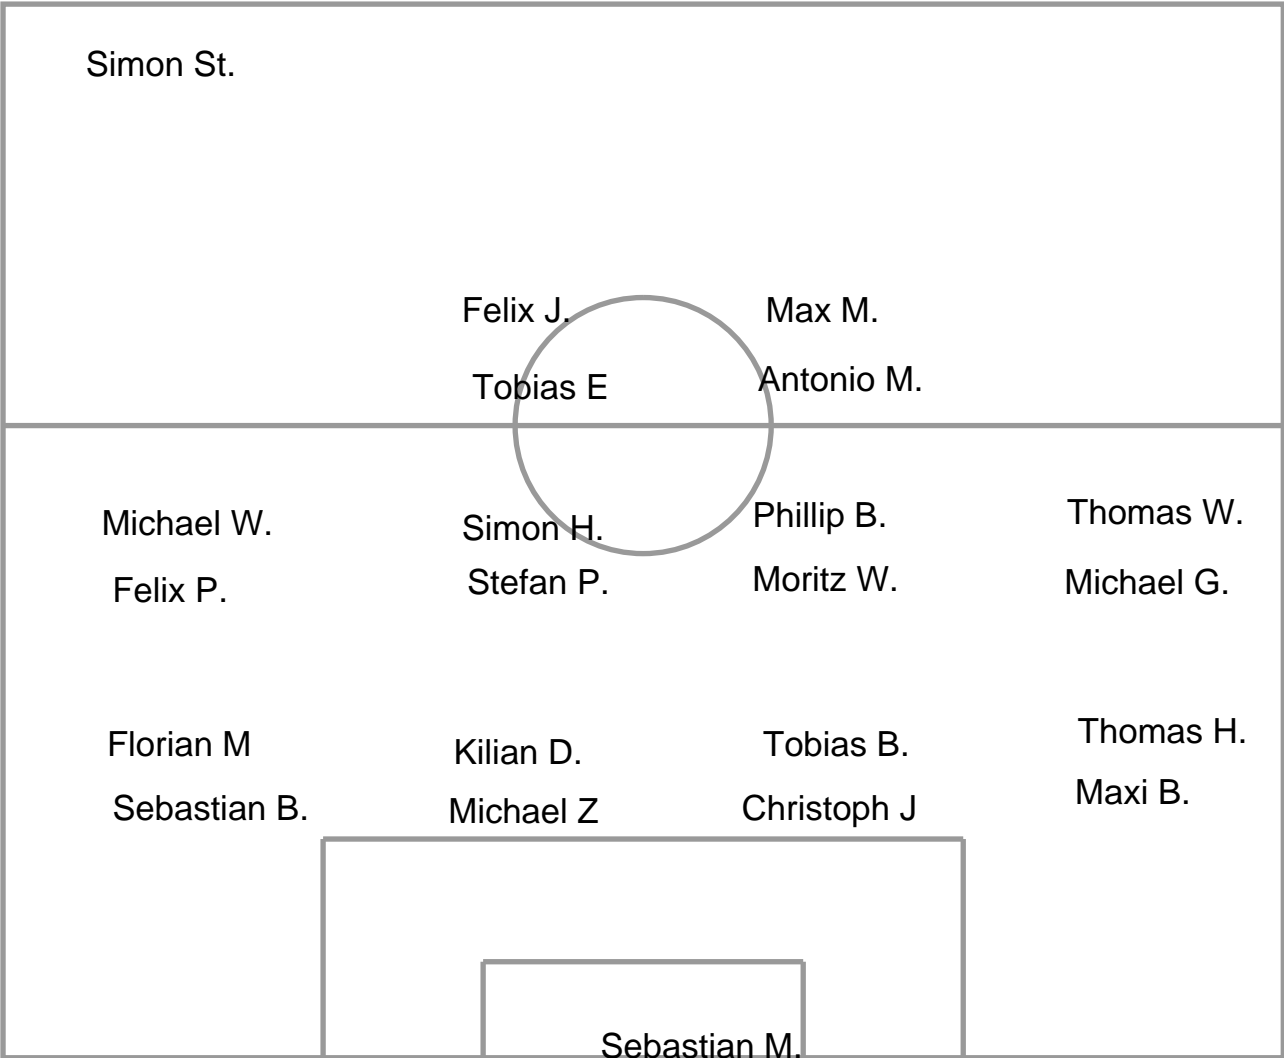 Simon St.
Felix J.
Max M.
Tobias E
Antonio M.
Michael W.
Simon H.
Phillip B.
Thomas W.
Felix P.
Stefan P.
Moritz W.
Michael G.
Florian M
Kilian D.
Tobias B.
Thomas H.
Sebastian B.
Michael Z
Christoph J
Maxi B.
Sebastian M.